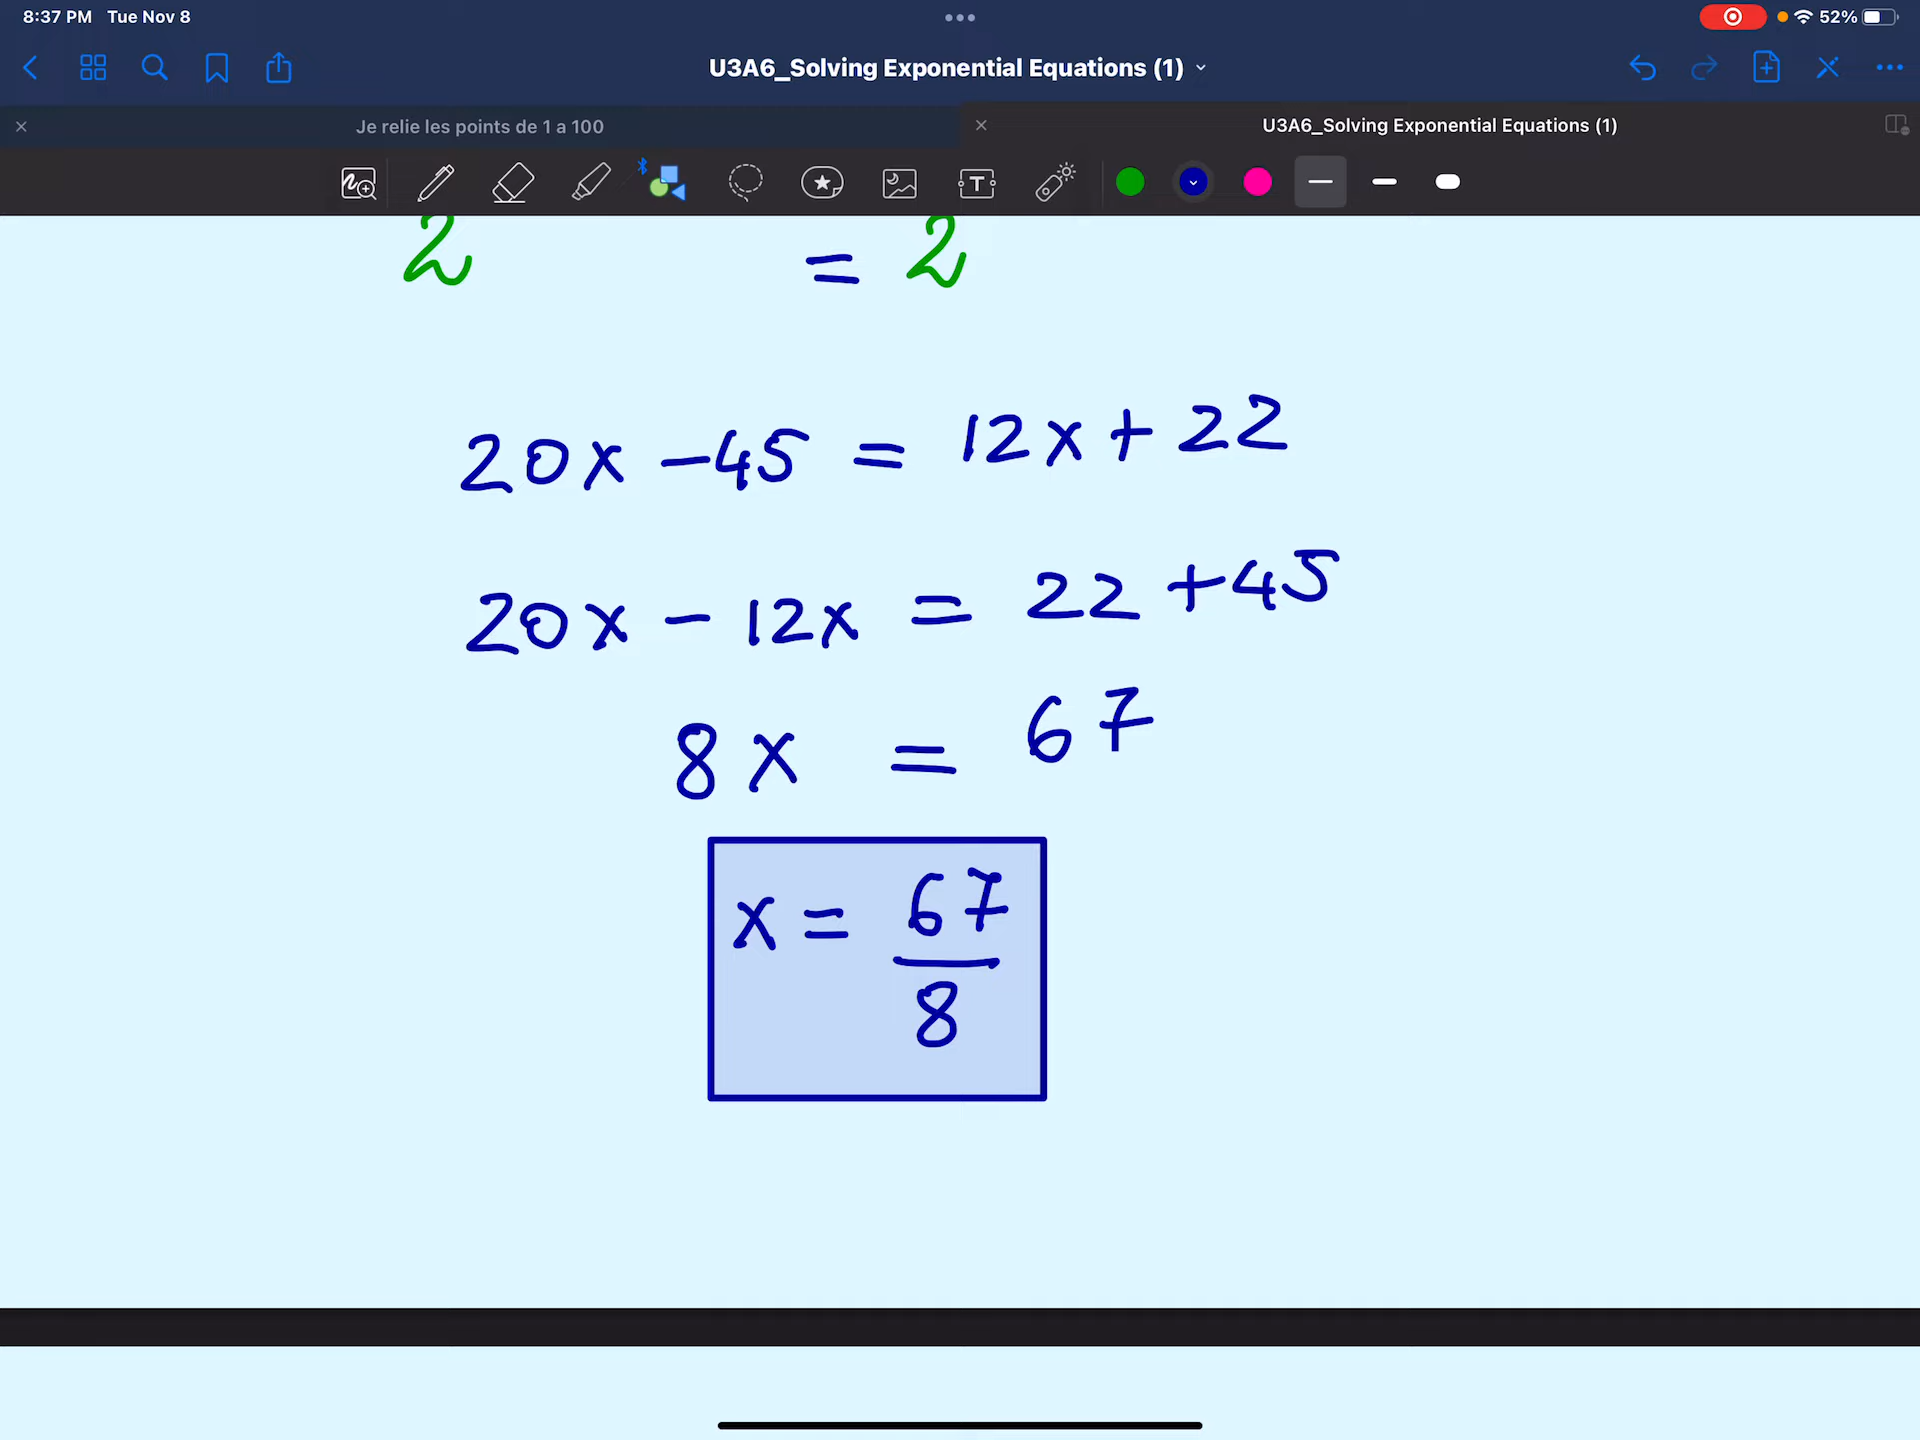 8:37 PM Tue Nov 8
52%
U3A6_Solving Exponential Equations (1)
Je relie les points de 1 a 100
U3A6_Solving Exponential Equations (1)
T
2 = 2
20x - 45 = 12x + 22
20x - 12x = 22 + 45
8x = 67
x = 67/8